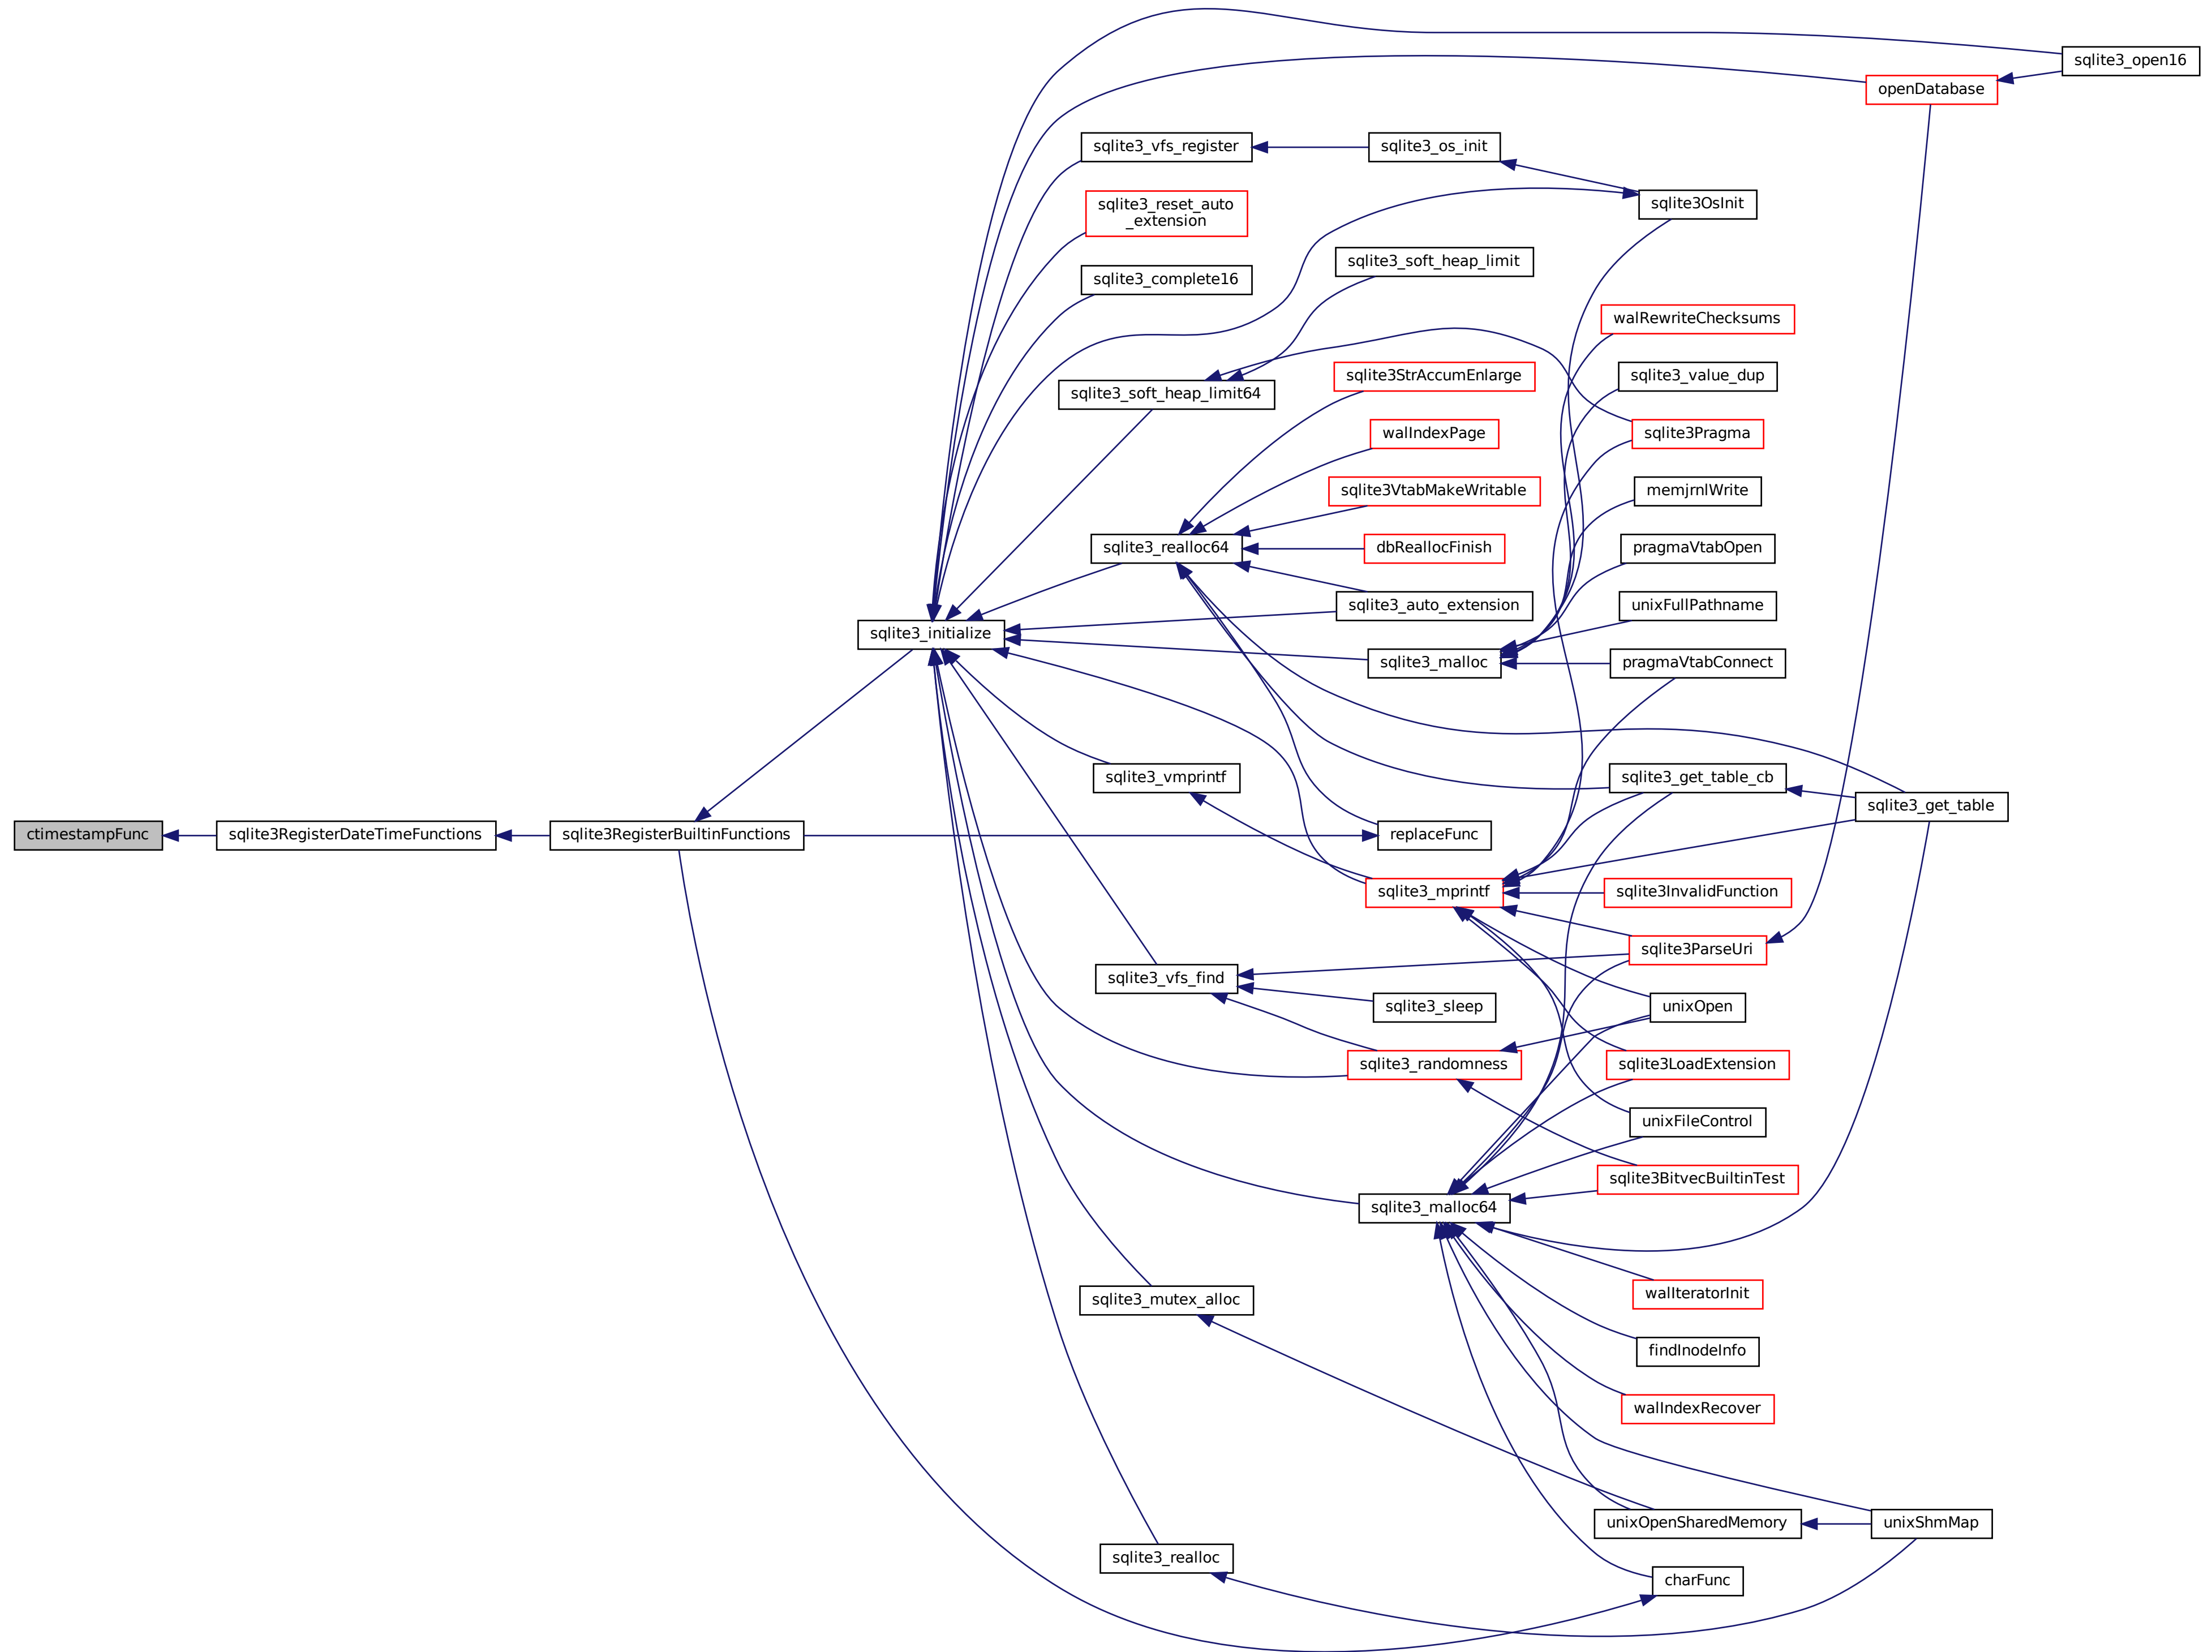 sqlite3_open16
openDatabase
sqlite3_vfs_register
sqlite3_os_init
sqlite3_reset_auto
_extension
sqlite3OsInit
sqlite3_soft_heap_limit
sqlite3_complete16
walRewriteChecksums
sqlite3_value_dup
sqlite3StrAccumEnlarge
sqlite3_soft_heap_limit64
walIndexPage
sqlite3Pragma
sqlite3VtabMakeWritable
memjrnlWrite
sqlite3_realloc64
dbReallocFinish
pragmaVtabOpen
sqlite3_auto_extension
unixFullPathname
sqlite3_initialize
sqlite3_malloc
pragmaVtabConnect
sqlite3_vmprintf
sqlite3_get_table_cb
sqlite3_get_table
ctimestampFunc
sqlite3RegisterDateTimeFunctions
sqlite3RegisterBuiltinFunctions
replaceFunc
sqlite3_mprintf
sqlite3InvalidFunction
sqlite3ParseUri
sqlite3_vfs_find
sqlite3_sleep
unixOpen
sqlite3_randomness
sqlite3LoadExtension
unixFileControl
sqlite3BitvecBuiltinTest
sqlite3_malloc64
sqlite3_mutex_alloc
walIteratorInit
findInodeInfo
walIndexRecover
unixOpenSharedMemory
unixShmMap
sqlite3_realloc
charFunc